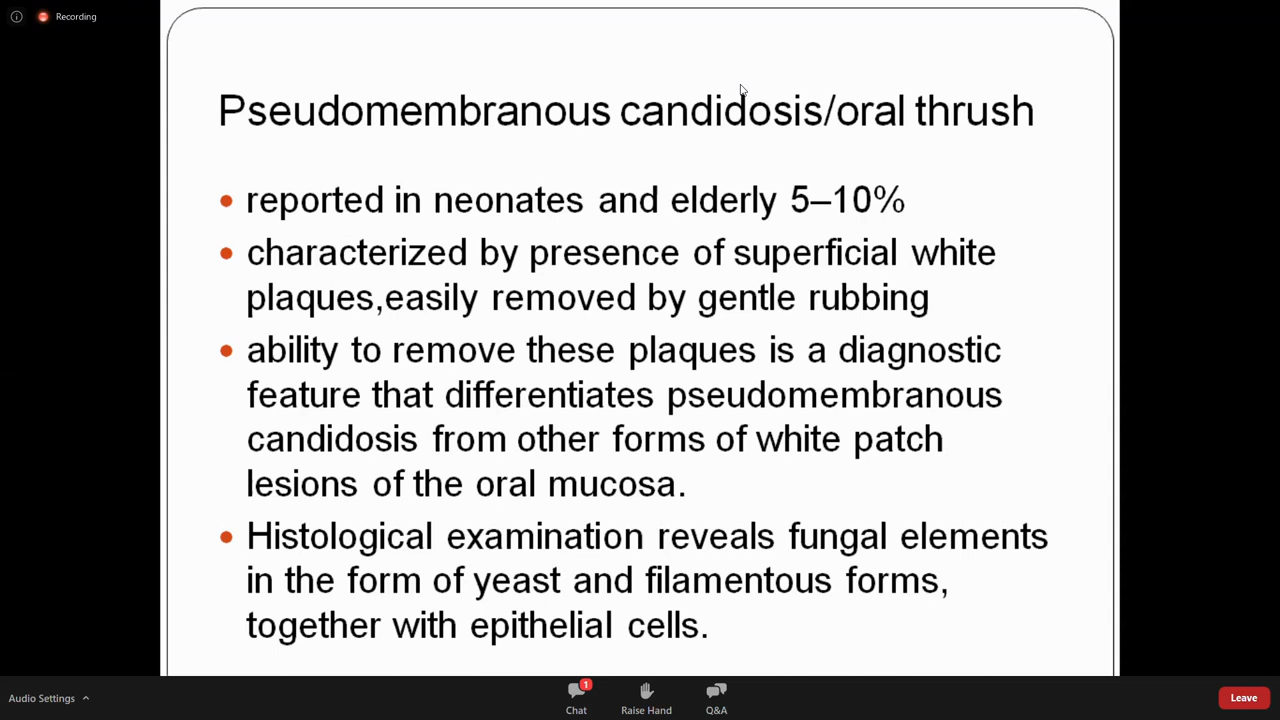 Recording
Pseudomembranous candidosis/oral thrush
• reported in neonates and elderly 5–10%
• characterized by presence of superficial white
plaques,easily removed by gentle rubbing
• ability to remove these plaques is a diagnostic
feature that differentiates pseudomembranous
candidosis from other forms of white patch
lesions of the oral mucosa.
• Histological examination reveals fungal elements
in the form of yeast and filamentous forms,
together with epithelial cells.
Audio Settings
1
Chat
Raise Hand
Q&A
Leave